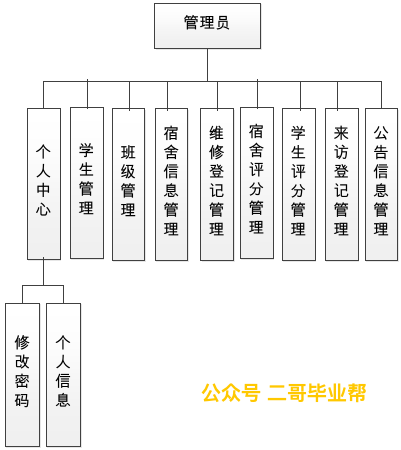 管理员
个人中心
学生管理
班级管理
宿舍信息管理
维修登记管理
宿舍评分管理
学生评分管理
来访登记管理
公告信息管理
修改密码
个人信息
公众号 二哥毕业帮